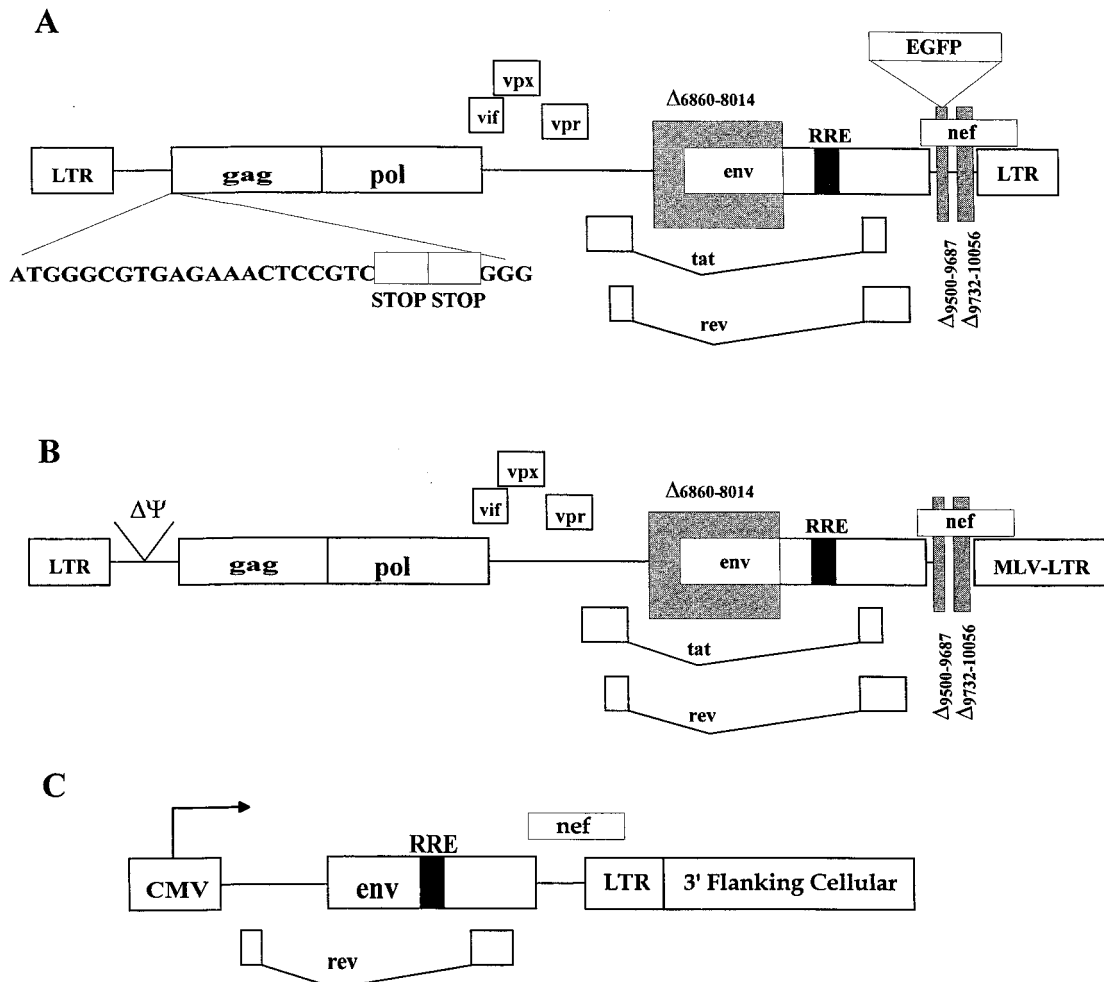 A
EGFP
vpx
Δ6860-8014
vif
vpr
RRE
nef
LTR
gag
pol
env
LTR
ATGGGCGTGAGAAACTCCGTC GGG
STOP STOP
tat
rev
Δ9500-9687
Δ9732-10056
B
vpx
Δ6860-8014
ΔΨ
vif
vpr
RRE
nef
LTR
gag
pol
env
MLV-LTR
tat
rev
Δ9500-9687
Δ9732-10056
C
nef
RRE
CMV
env
LTR
3' Flanking Cellular
rev